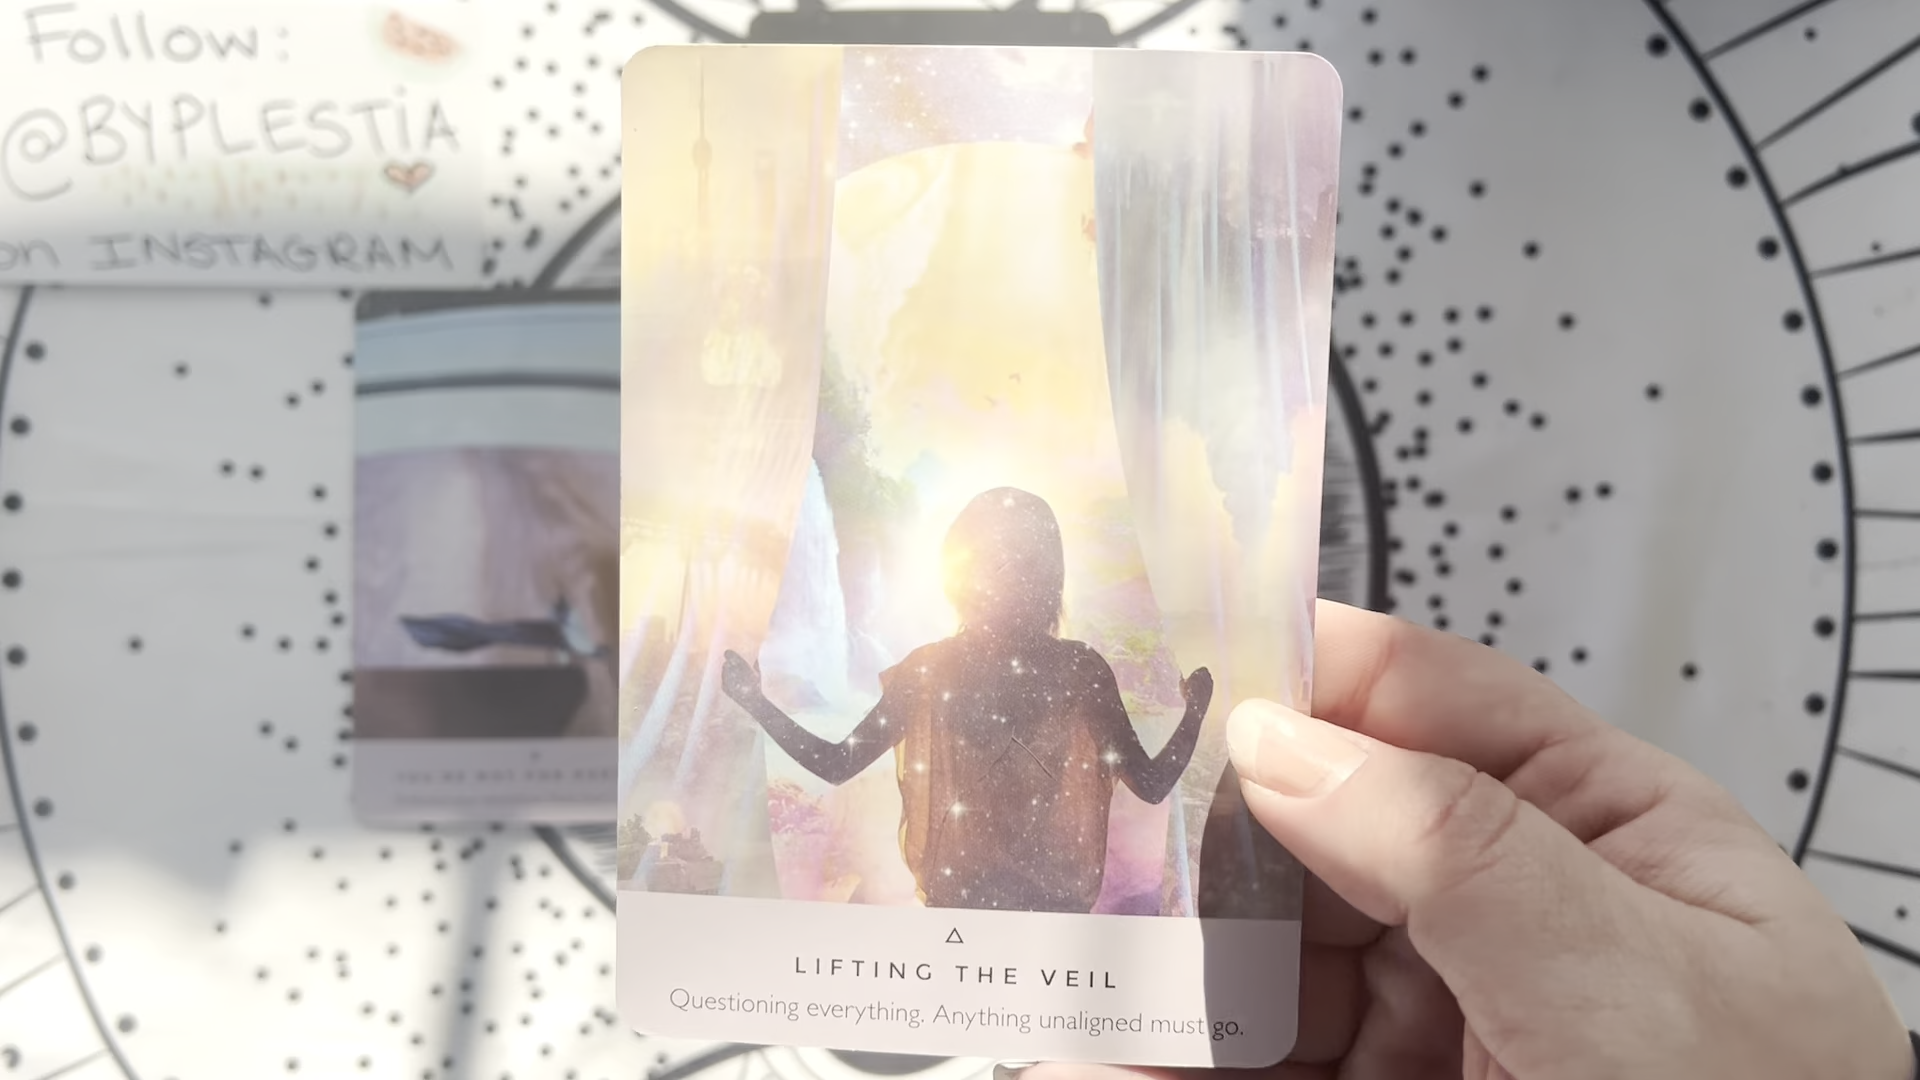 Follow:
@BYPLESTiA
on INSTAGRAM
LIFTING THE VEIL
Questioning everything. Anything unaligned must go.